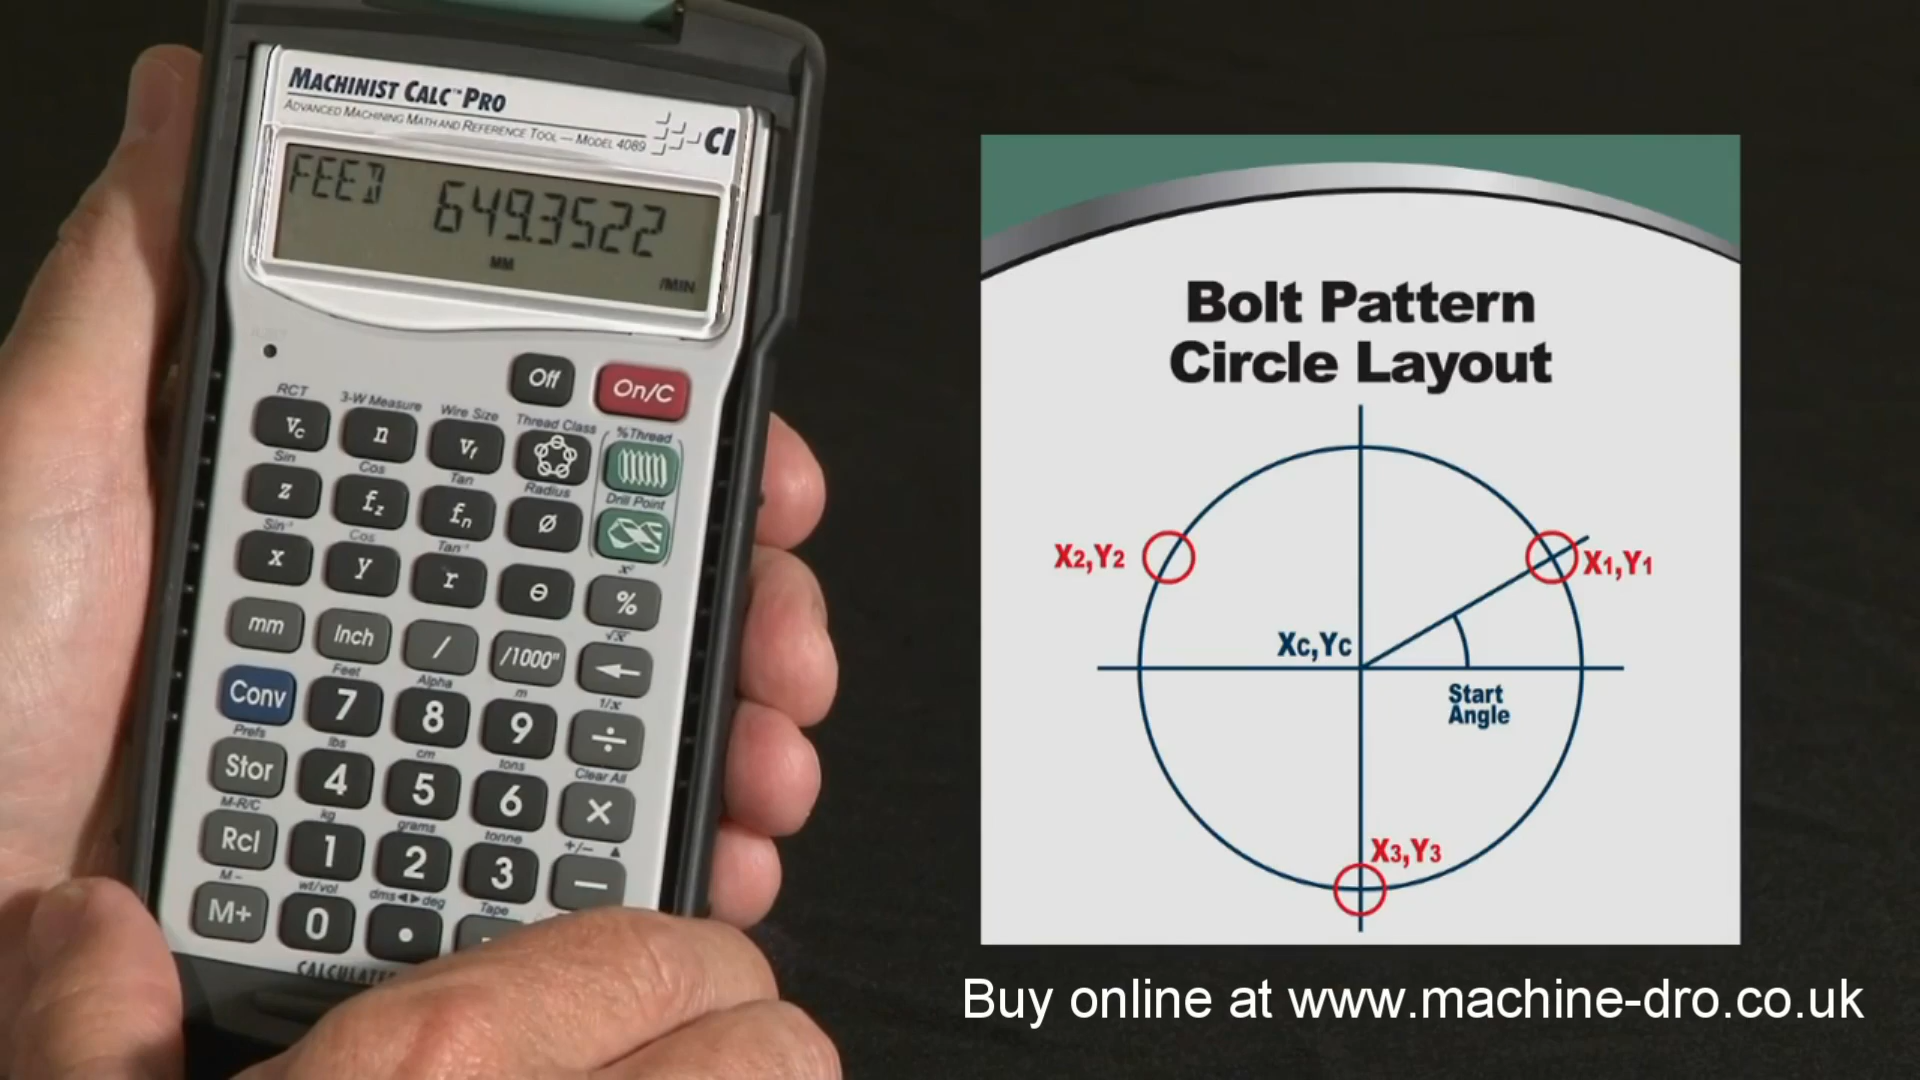 MACHINIST CALC™ PRO
ADVANCED MACHINING MATH AND REFERENCE TOOL — MODEL 4089
CI
FEED 649.3522
MM
/MIN
Off On/C
RCT 3-W Measure Wire Size Thread Class %Thread
Vc n Vf
Sin Cos Tan Radius Drill Point
z fz fn ø
Sin⁻¹ Cos Tan⁻¹ x²
x y r θ %
√x
mm Inch / /1000" ←
Feet Alpha m 1/x
Conv 7 8 9 ÷
Prefs lbs cm tons Clear All
Stor 4 5 6 ×
M-R/C kg grams tonne +/− ▲
Rcl 1 2 3 −
M− wt/vol dms◄►deg Tape
M+ 0 •
Bolt Pattern
Circle Layout
X2,Y2
X1,Y1
Xc,Yc
Start
Angle
X3,Y3
Buy online at www.machine-dro.co.uk